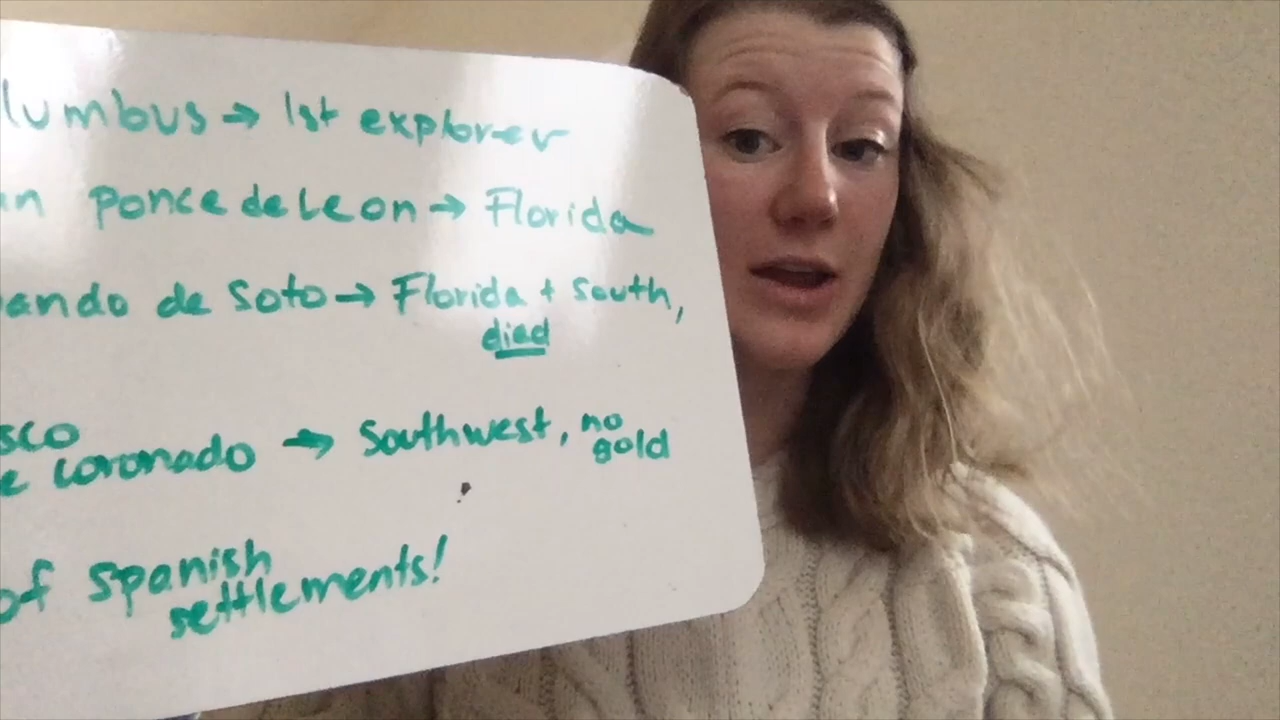 lumbus → 1st explorer
an Ponce de Leon → Florida
ando de Soto → Florida + South,
died
sco
e Coronado → Southwest, no
gold
of Spanish
settlements!